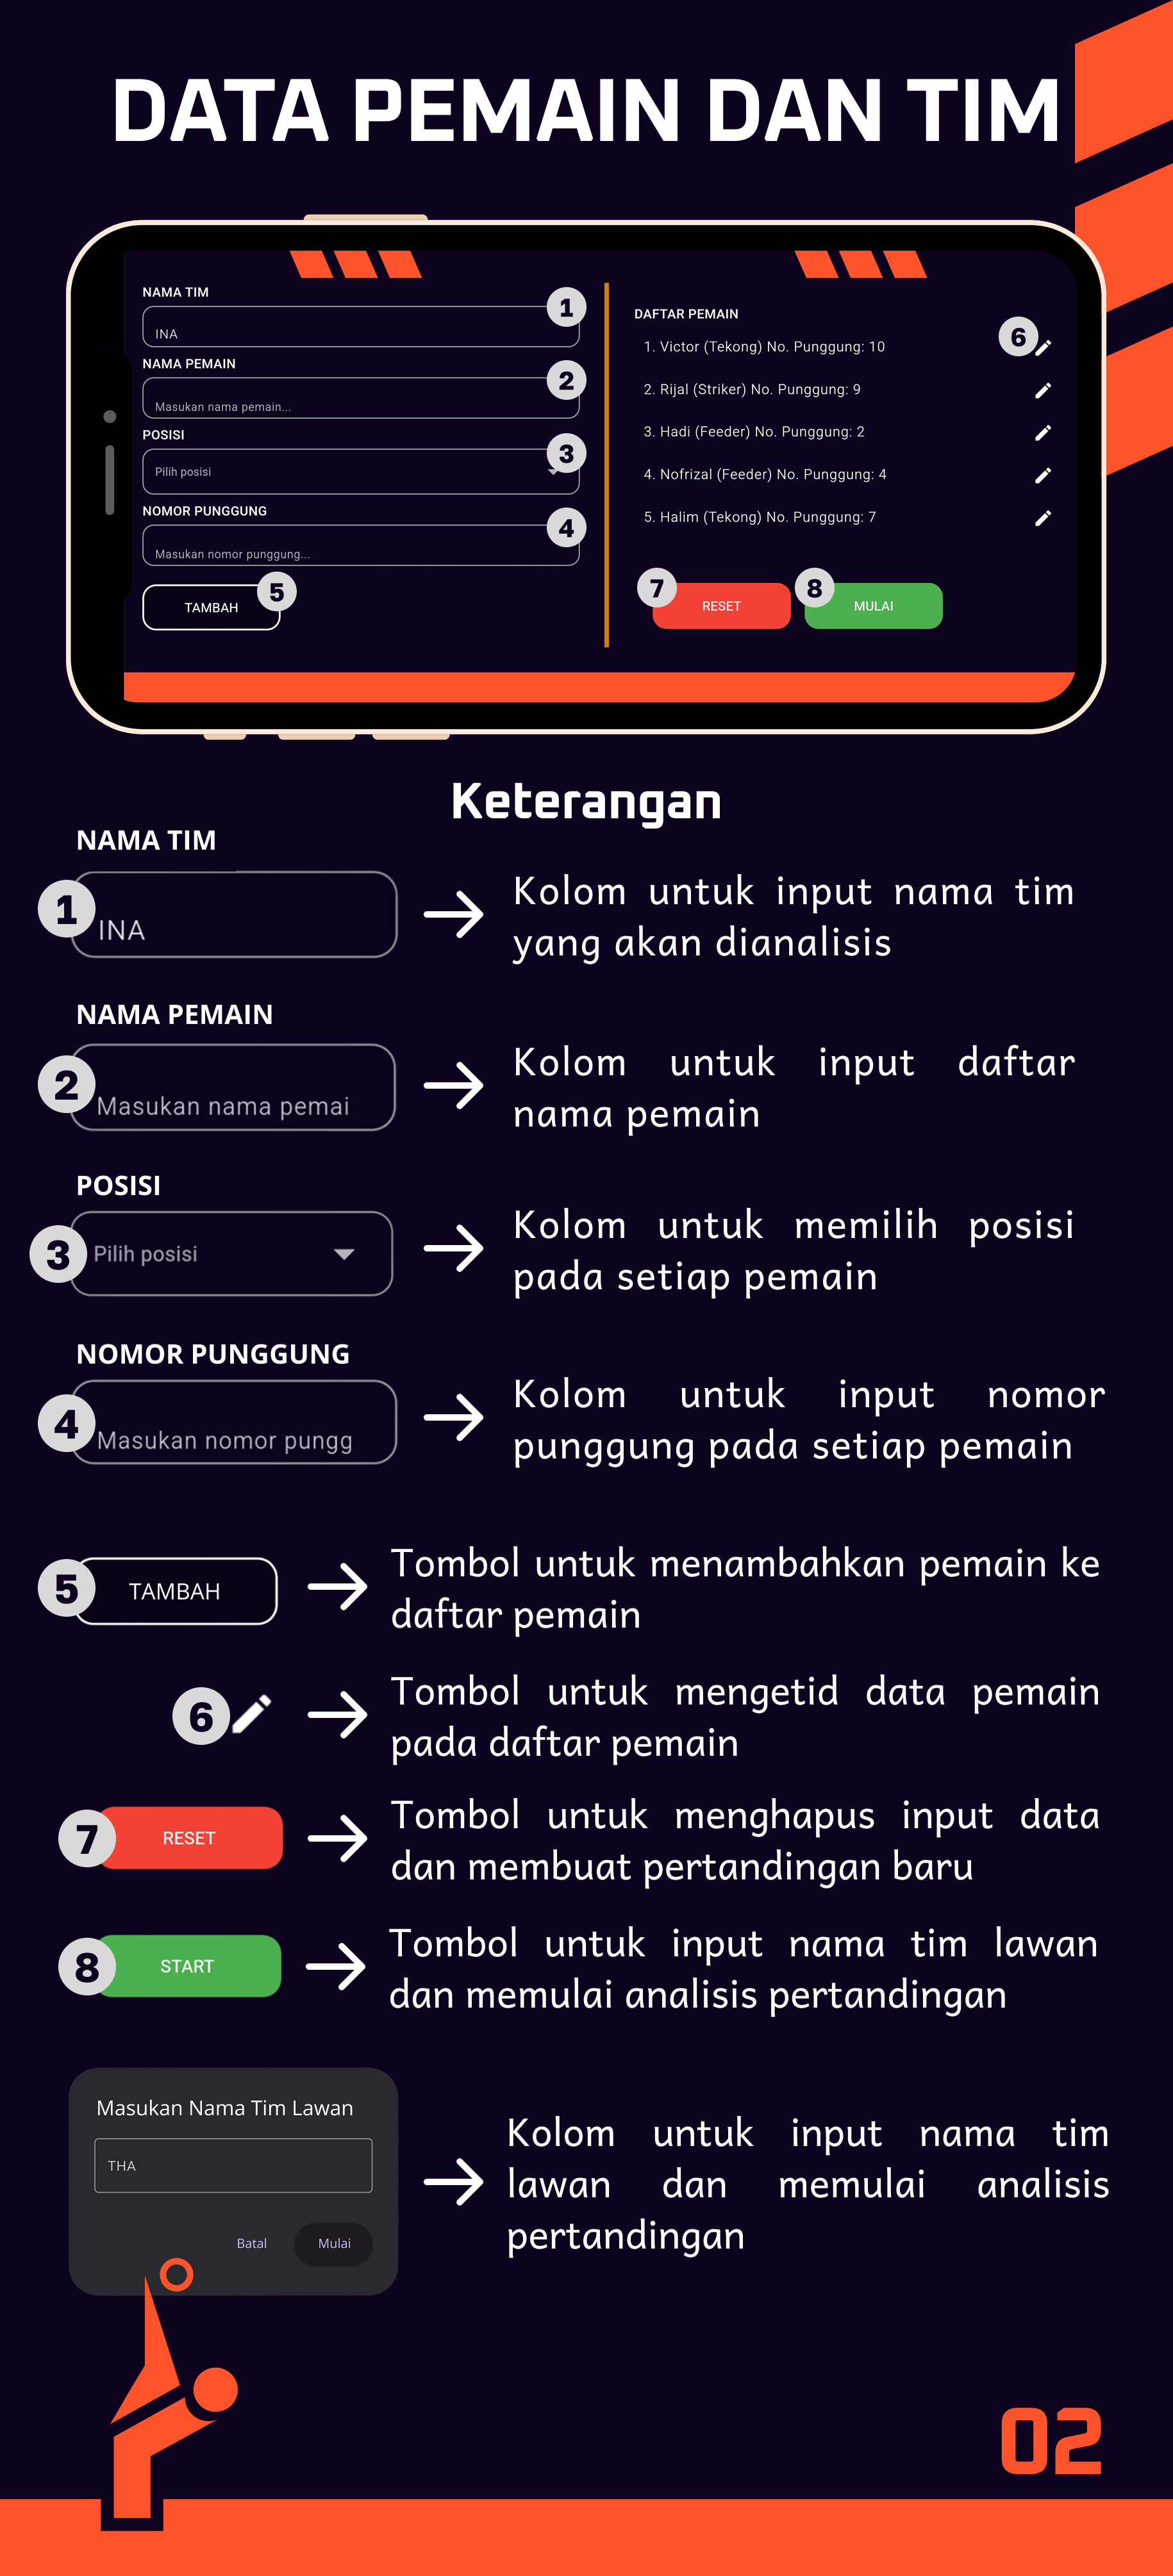 DATA PEMAIN DAN TIM
NAMA TIM
1
INA
NAMA PEMAIN
2
Masukan nama pemain...
POSISI
3
Pilih posisi
NOMOR PUNGGUNG
4
Masukan nomor punggung...
5
TAMBAH
DAFTAR PEMAIN
6
1. Victor (Tekong) No. Punggung: 10
2. Rijal (Striker) No. Punggung: 9
3. Hadi (Feeder) No. Punggung: 2
4. Nofrizal (Feeder) No. Punggung: 4
5. Halim (Tekong) No. Punggung: 7
7
RESET
8
MULAI
Keterangan
NAMA TIM
1
INA
Kolom untuk input nama tim
yang akan dianalisis
NAMA PEMAIN
2
Masukan nama pemai
Kolom untuk input daftar
nama pemain
POSISI
3
Pilih posisi
Kolom untuk memilih posisi
pada setiap pemain
NOMOR PUNGGUNG
4
Masukan nomor pungg
Kolom untuk input nomor
punggung pada setiap pemain
5
TAMBAH
Tombol untuk menambahkan pemain ke
daftar pemain
6
Tombol untuk mengetid data pemain
pada daftar pemain
7
RESET
Tombol untuk menghapus input data
dan membuat pertandingan baru
8
START
Tombol untuk input nama tim lawan
dan memulai analisis pertandingan
Masukan Nama Tim Lawan
THA
Batal
Mulai
Kolom untuk input nama tim
lawan dan memulai analisis
pertandingan
02